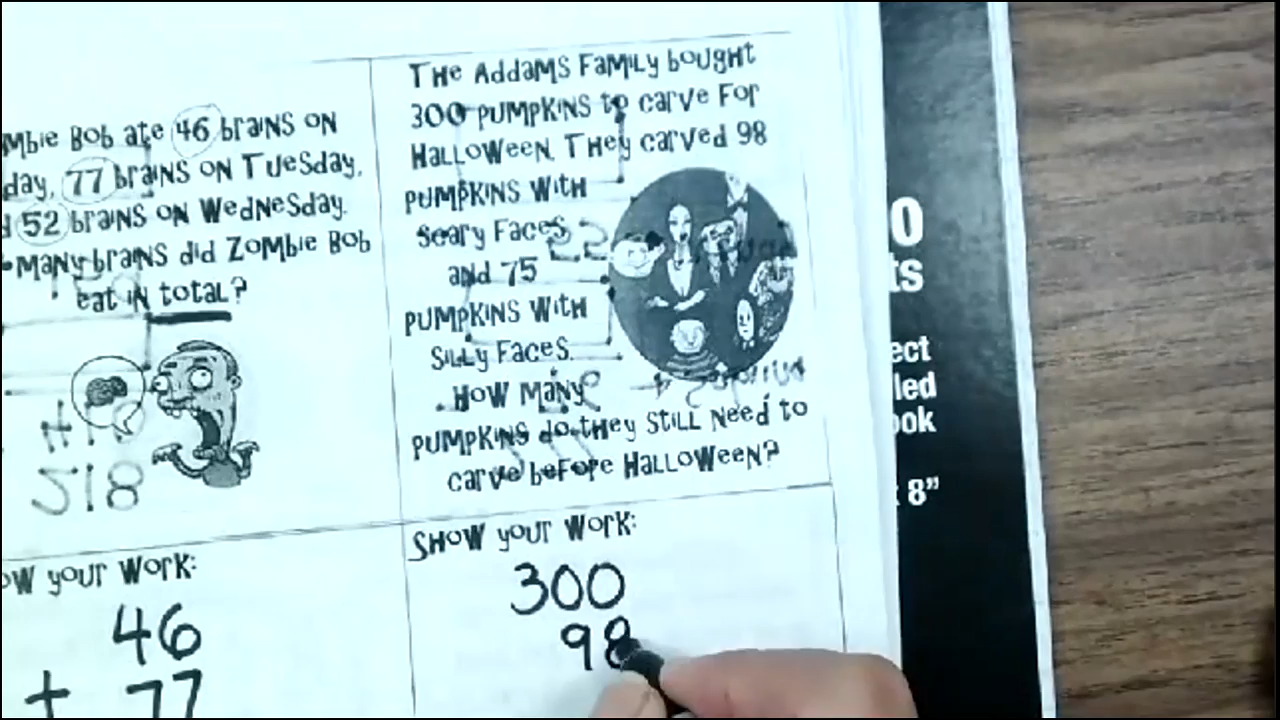 mbie Bob ate 46 brains on
day, 77 brains on Tuesday,
d 52 brains on Wednesday.
many brains did Zombie Bob
eat in total?
ow your work:
46
+ 77
The Addams Family bought
300 pumpkins to carve for
Halloween. They carved 98
pumpkins with
scary faces
and 75
pumpkins with
silly faces.
How many
pumpkins do they still need to
carve before Halloween?
Show your work:
300
98
0
ts
ect
led
ook
8”